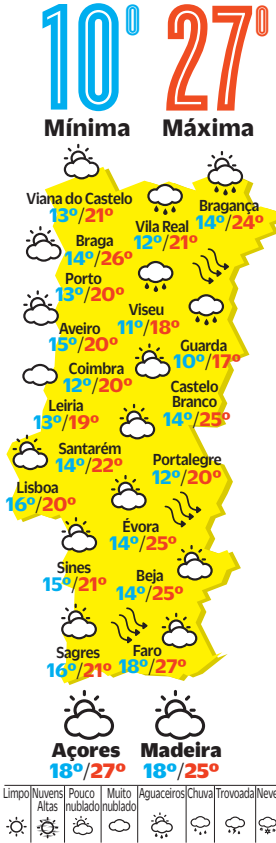 10º 27º
Mínima Máxima
Viana do Castelo
13º/21º
Bragança
14º/24º
Vila Real
12º/21º
Braga
14º/26º
Porto
13º/20º
Viseu
11º/18º
Aveiro
15º/20º
Guarda
10º/17º
Coimbra
12º/20º
Castelo
Branco
14º/25º
Leiria
13º/19º
Santarém
14º/22º
Portalegre
12º/20º
Lisboa
16º/20º
Évora
14º/25º
Sines
15º/21º
Beja
14º/25º
Sagres
16º/21º
Faro
18º/27º
Açores
18º/27º
Madeira
18º/25º
Limpo
Nuvens
Altas
Pouco
nublado
Muito
nublado
Aguaceiros
Chuva
Trovoada
Neve